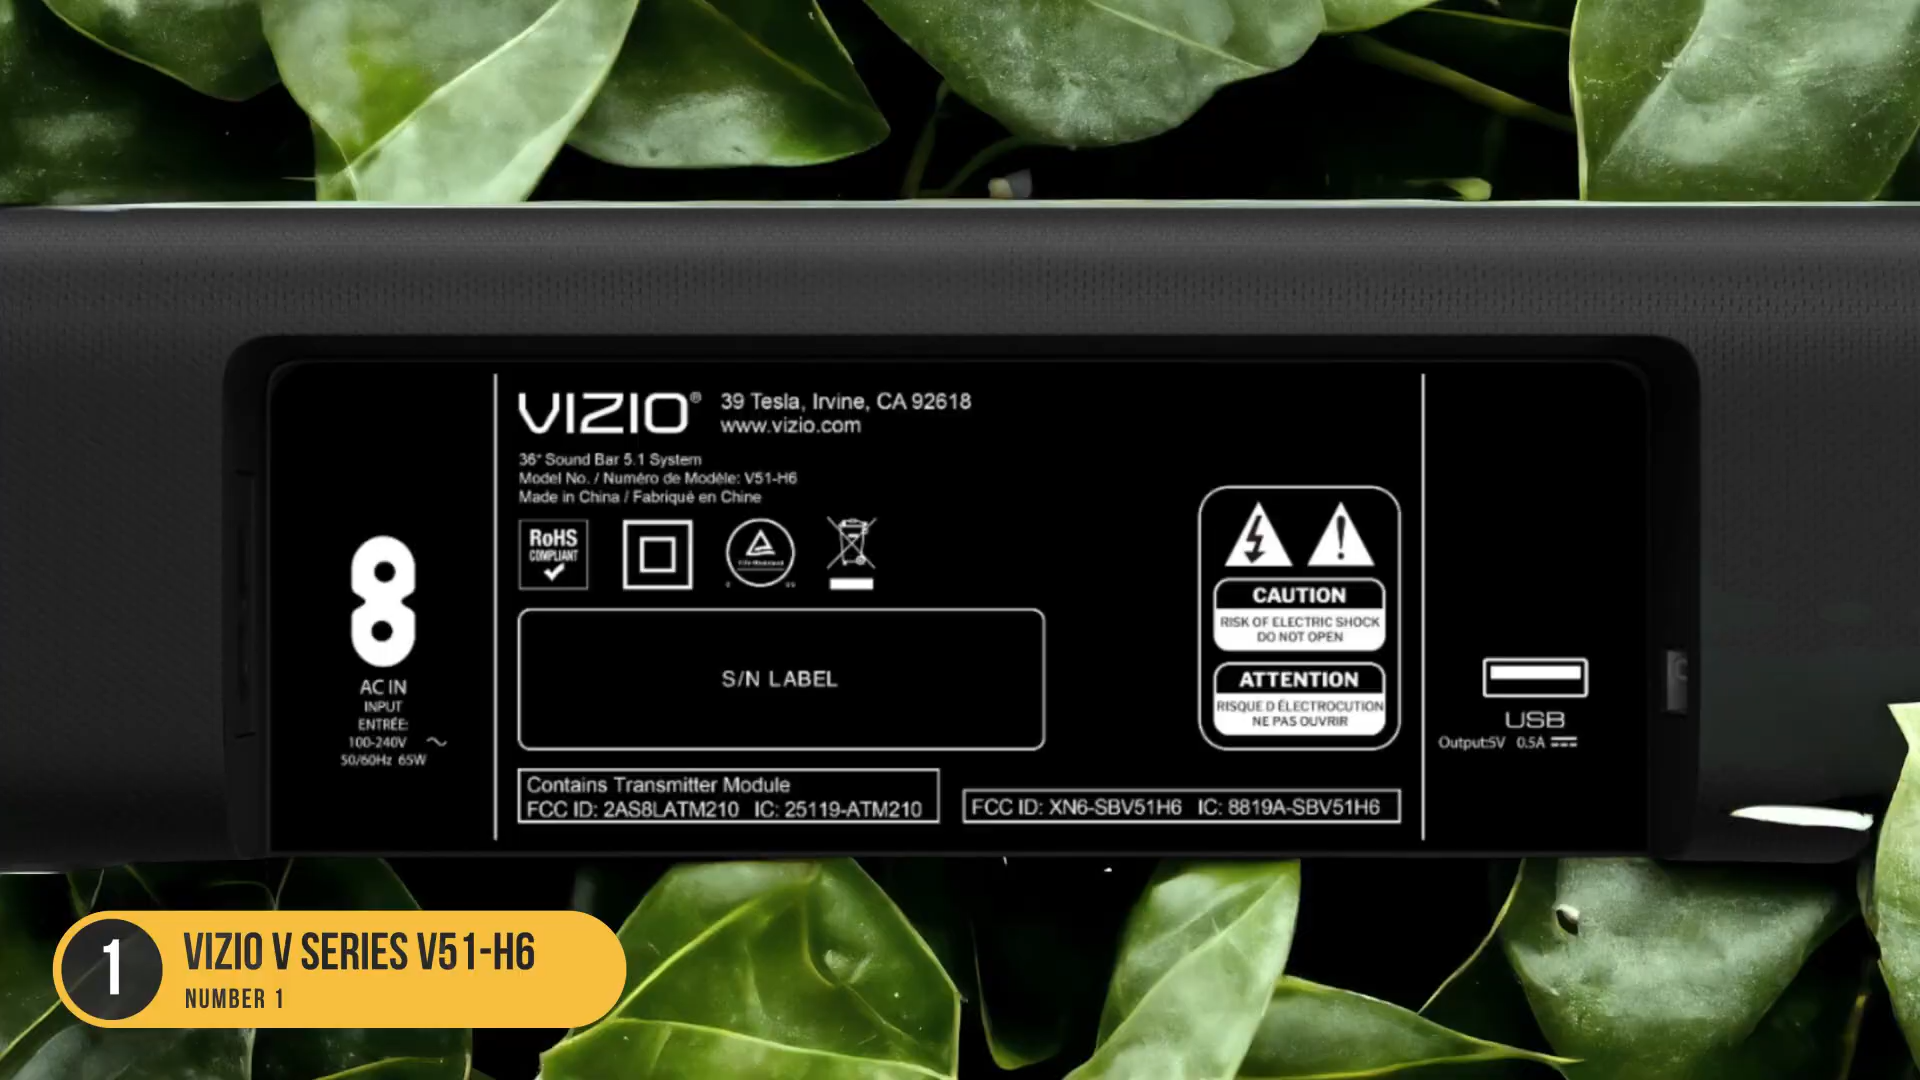 VIZIO®
39 Tesla, Irvine, CA 92618
www.vizio.com
36" Sound Bar 5.1 System
Model No. / Numéro de Modèle: V51-H6
Made in China / Fabriqué en Chine
RoHS
COMPLIANT
S/N LABEL
AC IN
INPUT
ENTRÉE:
100-240V ~
50/60Hz 65W
CAUTION
RISK OF ELECTRIC SHOCK
DO NOT OPEN
ATTENTION
RISQUE D ÉLECTROCUTION
NE PAS OUVRIR
USB
Output:5V 0.5A
Contains Transmitter Module
FCC ID: 2AS8LATM210 IC: 25119-ATM210
FCC ID: XN6-SBV51H6 IC: 8819A-SBV51H6
1
VIZIO V SERIES V51-H6
NUMBER 1